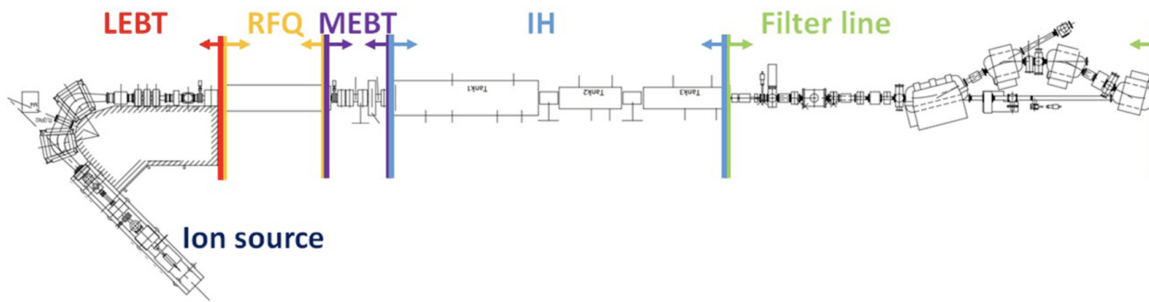 LEBT
RFQ
MEBT
IH
Filter line
Tank1
Tank2
Tank3
Ion source